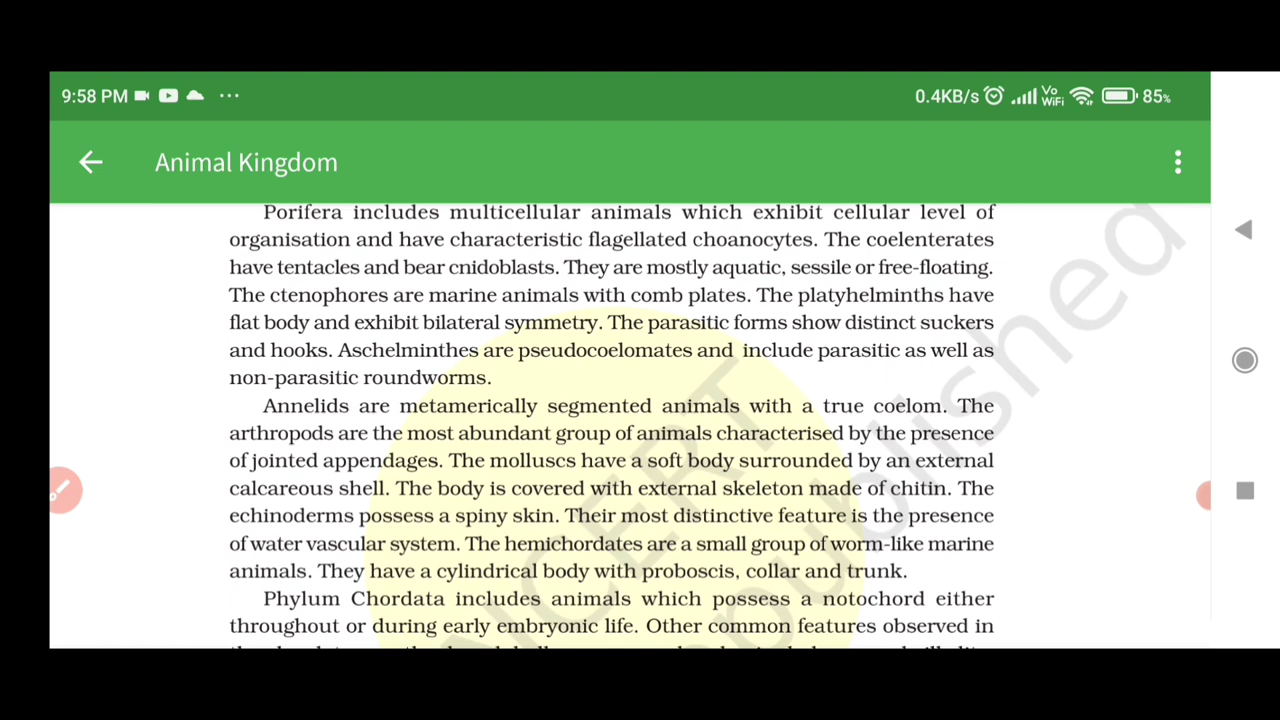 9:58 PM ... 0.4KB/s Vo WiFi 85%
Animal Kingdom
Porifera includes multicellular animals which exhibit cellular level of
organisation and have characteristic flagellated choanocytes. The coelenterates
have tentacles and bear cnidoblasts. They are mostly aquatic, sessile or free-floating.
The ctenophores are marine animals with comb plates. The platyhelminths have
flat body and exhibit bilateral symmetry. The parasitic forms show distinct suckers
and hooks. Aschelminthes are pseudocoelomates and include parasitic as well as
non-parasitic roundworms.
Annelids are metamerically segmented animals with a true coelom. The
arthropods are the most abundant group of animals characterised by the presence
of jointed appendages. The molluscs have a soft body surrounded by an external
calcareous shell. The body is covered with external skeleton made of chitin. The
echinoderms possess a spiny skin. Their most distinctive feature is the presence
of water vascular system. The hemichordates are a small group of worm-like marine
animals. They have a cylindrical body with proboscis, collar and trunk.
Phylum Chordata includes animals which possess a notochord either
throughout or during early embryonic life. Other common features observed in
NCERT
republished